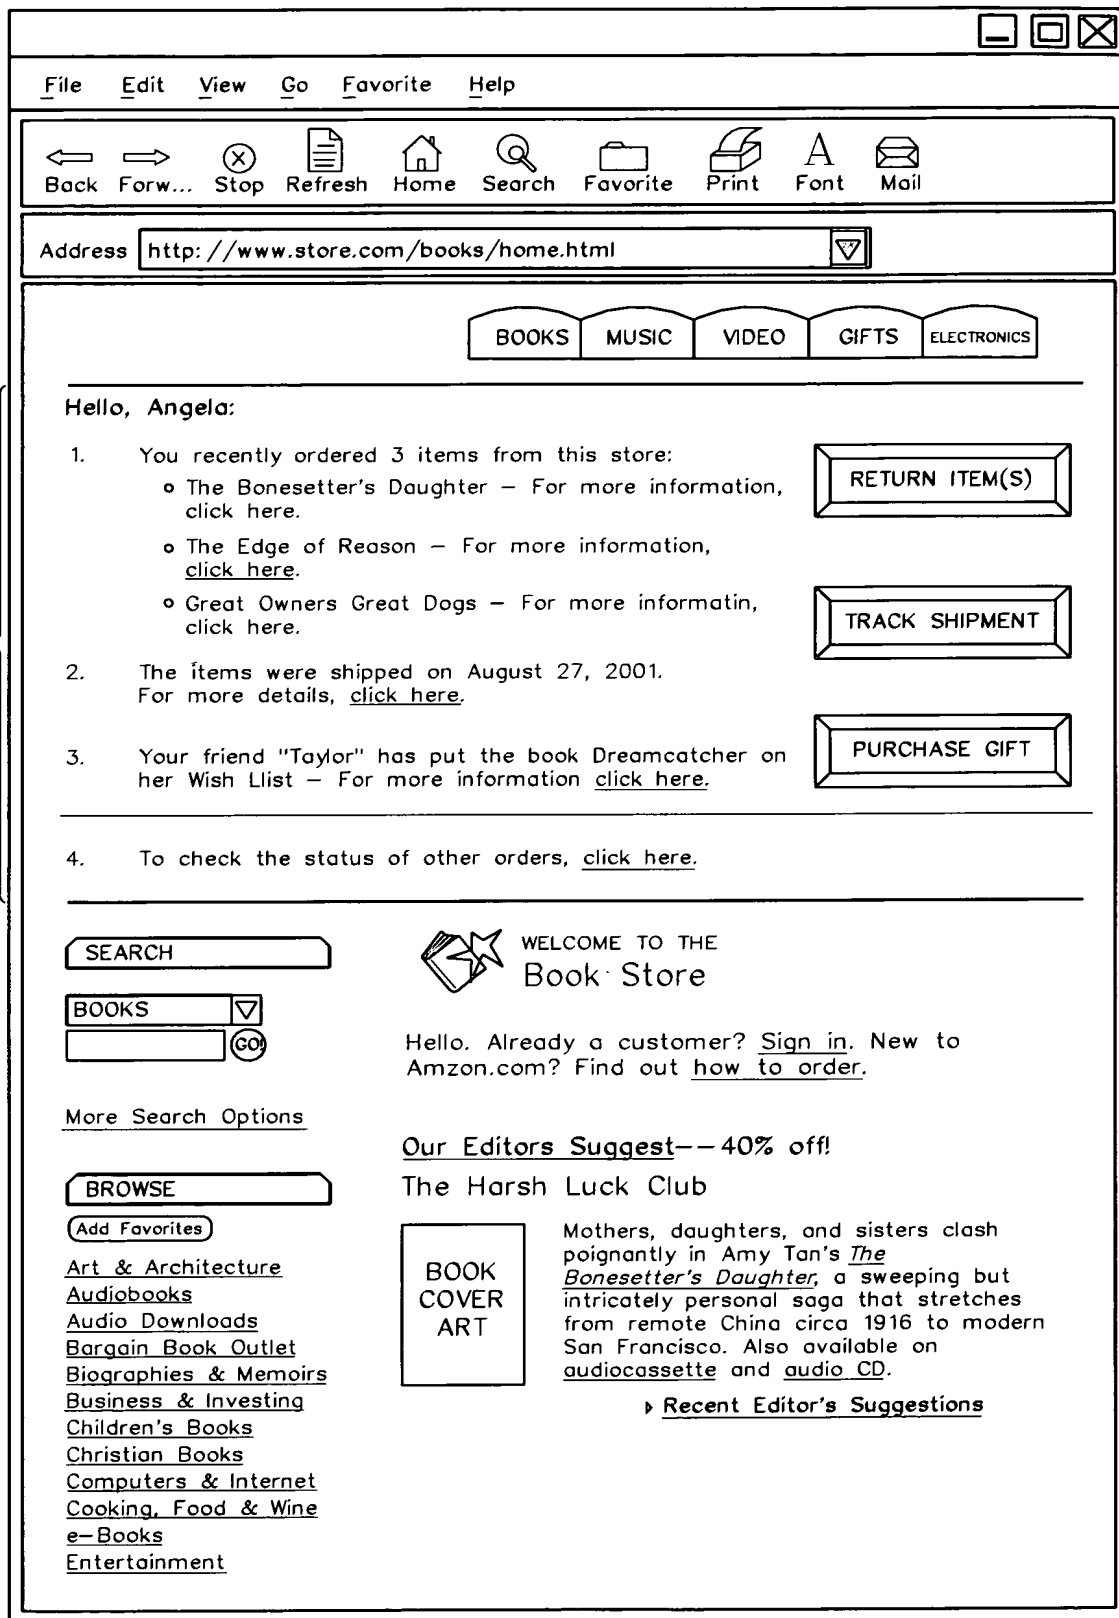 File Edit View Go Favorite Help
Back Forw... Stop Refresh Home Search Favorite Print A Font Mail
Address http://www.store.com/books/home.html
BOOKS MUSIC VIDEO GIFTS ELECTRONICS
Hello, Angela:
1. You recently ordered 3 items from this store:
The Bonesetter's Daughter – For more information,
click here.
RETURN ITEM(S)
The Edge of Reason – For more information,
click here.
Great Owners Great Dogs – For more informatin,
click here.
TRACK SHIPMENT
2. The items were shipped on August 27, 2001.
For more details, click here.
3. Your friend "Taylor" has put the book Dreamcatcher on
her Wish Llist – For more information click here.
PURCHASE GIFT
4. To check the status of other orders, click here.
SEARCH
BOOKS
GO!
More Search Options
BROWSE
Add Favorites
Art & Architecture
Audiobooks
Audio Downloads
Bargain Book Outlet
Biographies & Memoirs
Business & Investing
Children's Books
Christian Books
Computers & Internet
Cooking, Food & Wine
e-Books
Entertainment
WELCOME TO THE
Book Store
Hello. Already a customer? Sign in. New to
Amzon.com? Find out how to order.
Our Editors Suggest--40% off!
The Harsh Luck Club
BOOK
COVER
ART
Mothers, daughters, and sisters clash
poignantly in Amy Tan's The
Bonesetter's Daughter, a sweeping but
intricately personal saga that stretches
from remote China circa 1916 to modern
San Francisco. Also available on
audiocassette and audio CD.
Recent Editor's Suggestions